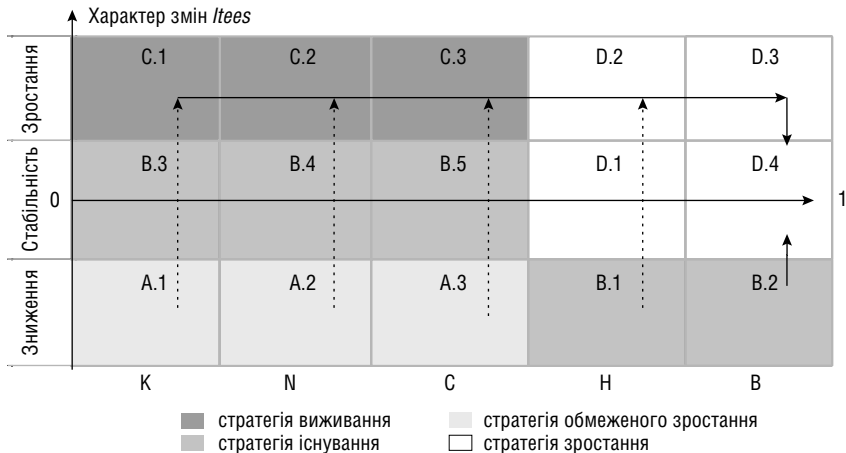 Характер змін Itees
Зростання
C.1 C.2 C.3 D.2 D.3
Стабільність
B.3 B.4 B.5 D.1 D.4
0 1
Зниження
A.1 A.2 A.3 B.1 B.2
K N C H B
стратегія виживання стратегія обмеженого зростання
стратегія існування стратегія зростання